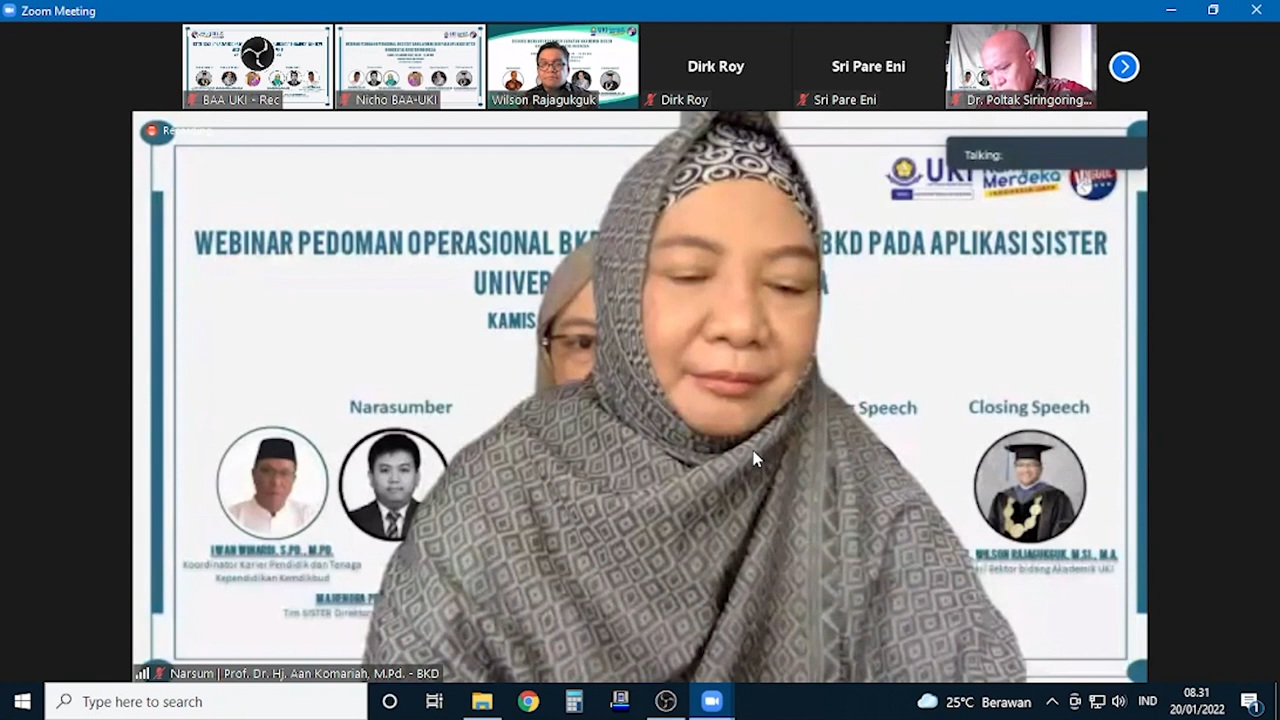 Zoom Meeting
BAA UKI - Rec
Nicho BAA-UKI
Wilson Rajagukguk
Dirk Roy
Dirk Roy
Sri Pare Eni
Sri Pare Eni
Dr. Poltak Siringoring...
Recording
Talking:
UKI
Merdeka
WEBINAR PEDOMAN OPERASIONAL BKD PADA APLIKASI SISTER
UNIVER
KAMIS
Narasumber
Speech
Closing Speech
IWAN WINARDI, S.PD., M.PD.
Koordinator Karier Pendidik dan Tenaga
Kependidikan Kemdikbud
Tim SISTER Direktor
WILSON RAJAGUKGUK, M.SI., M.A
Rektor bidang Akademik UKI
Narsum | Prof. Dr. Hj. Aan Komariah, M.Pd. - BKD
Type here to search
25°C Berawan
IND
08.31
20/01/2022
1